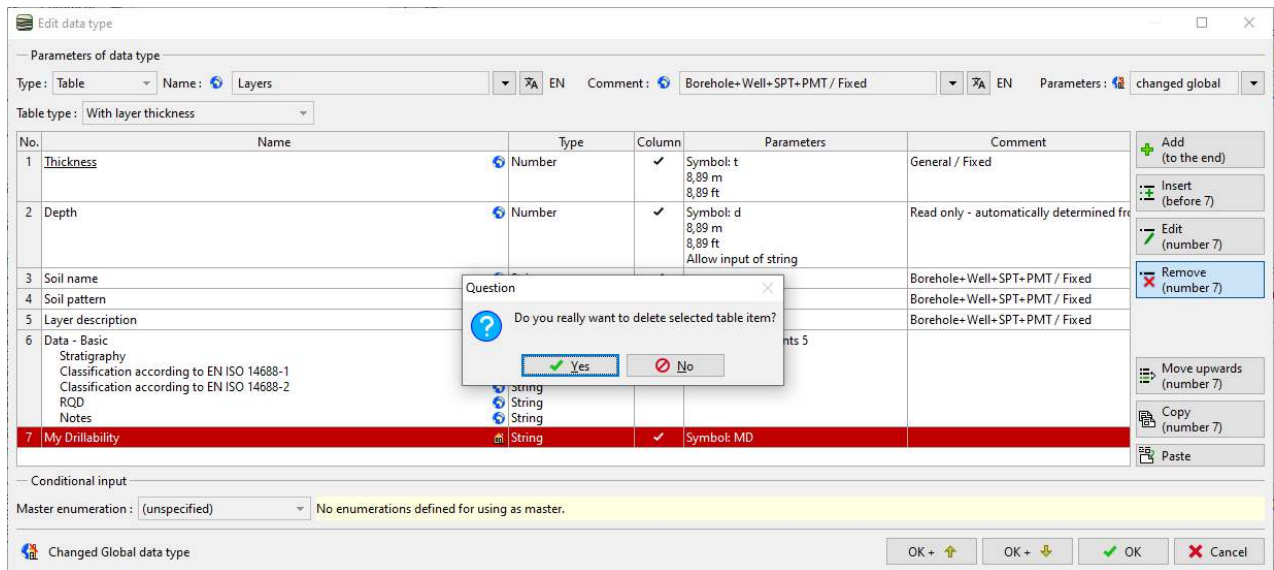 Edit data type
Parameters of data type
Type : Table Name : Layers EN Comment : Borehole+Well+SPT+PMT / Fixed EN Parameters : changed global
Table type : With layer thickness
No. Name Type Column Parameters Comment
1 Thickness Number Symbol: t General / Fixed
8,89 m
8,89 ft
2 Depth Number Symbol: d Read only - automatically determined
8,89 m
8,89 ft
Allow input of string
3 Soil name Borehole+Well+SPT+PMT / Fixed
4 Soil pattern Borehole+Well+SPT+PMT / Fixed
5 Layer description Borehole+Well+SPT+PMT / Fixed
6 Data - Basic 5
Stratigraphy
Classification according to EN ISO 14688-1
Classification according to EN ISO 14688-2 String
RQD String
Notes String
7 My Drillability String Symbol: MD
Question
Do you really want to delete selected table item?
Yes No
Add
(to the end)
Insert
(before 7)
Edit
(number 7)
Remove
(number 7)
Move upwards
(number 7)
Copy
(number 7)
Paste
Conditional input
Master enumeration : (unspecified) No enumerations defined for using as master.
Changed Global data type OK + OK + OK Cancel